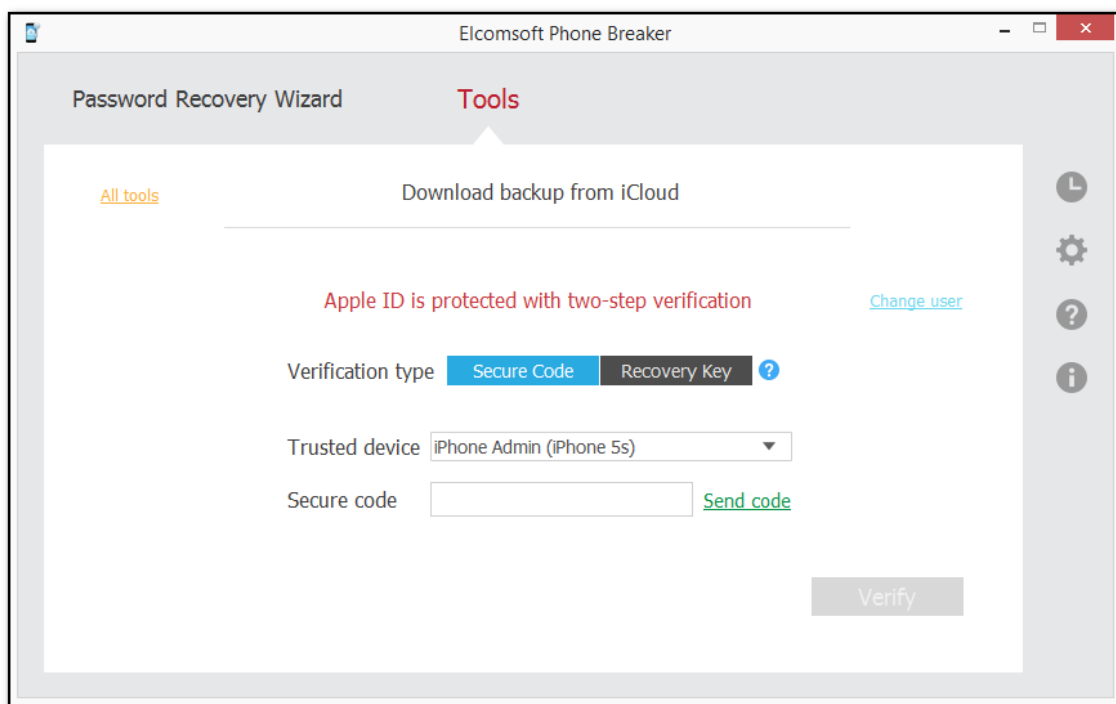 Elcomsoft Phone Breaker
Password Recovery Wizard Tools
All tools
Download backup from iCloud
Apple ID is protected with two-step verification
Change user
Verification type Secure Code Recovery Key ?
Trusted device iPhone Admin (iPhone 5s)
Secure code Send code
Verify